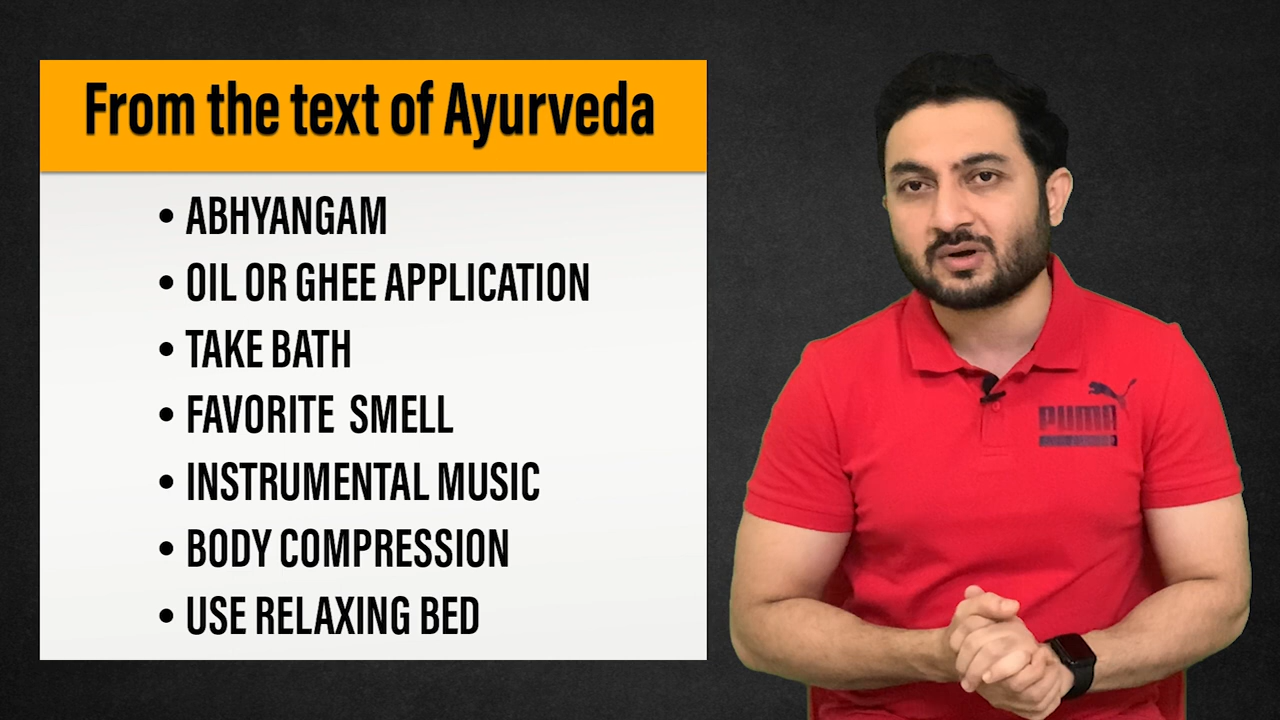 From the text of Ayurveda
• ABHYANGAM
• OIL OR GHEE APPLICATION
• TAKE BATH
• FAVORITE SMELL
• INSTRUMENTAL MUSIC
• BODY COMPRESSION
• USE RELAXING BED
PUMA